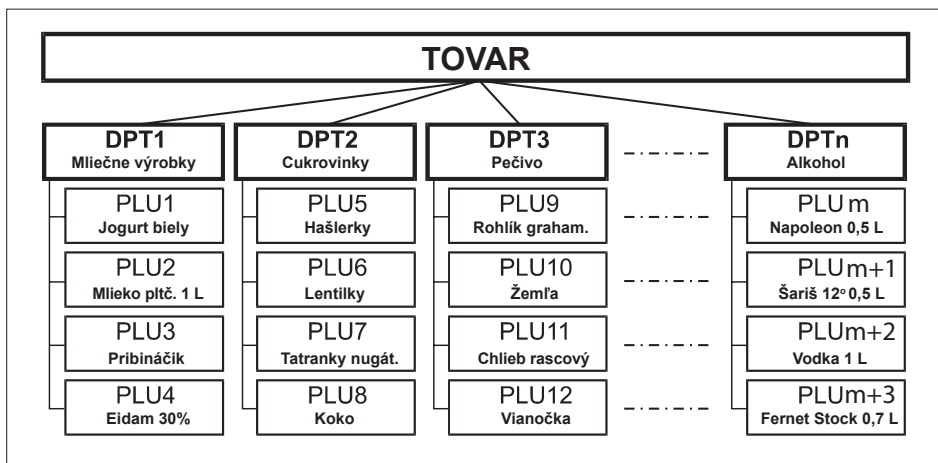 TOVAR
DPT1
Mliečne výrobky
PLU1
Jogurt biely
PLU2
Mlieko pltč. 1 L
PLU3
Pribináčik
PLU4
Eidam 30%
DPT2
Cukrovinky
PLU5
Hašlerky
PLU6
Lentilky
PLU7
Tatranky nugát.
PLU8
Koko
DPT3
Pečivo
PLU9
Rohlík graham.
PLU10
Žemľa
PLU11
Chlieb rascový
PLU12
Vianočka
DPTn
Alkohol
PLU m
Napoleon 0,5 L
PLUm+1
Šariš 12º 0,5 L
PLUm+2
Vodka 1 L
PLUm+3
Fernet Stock 0,7 L